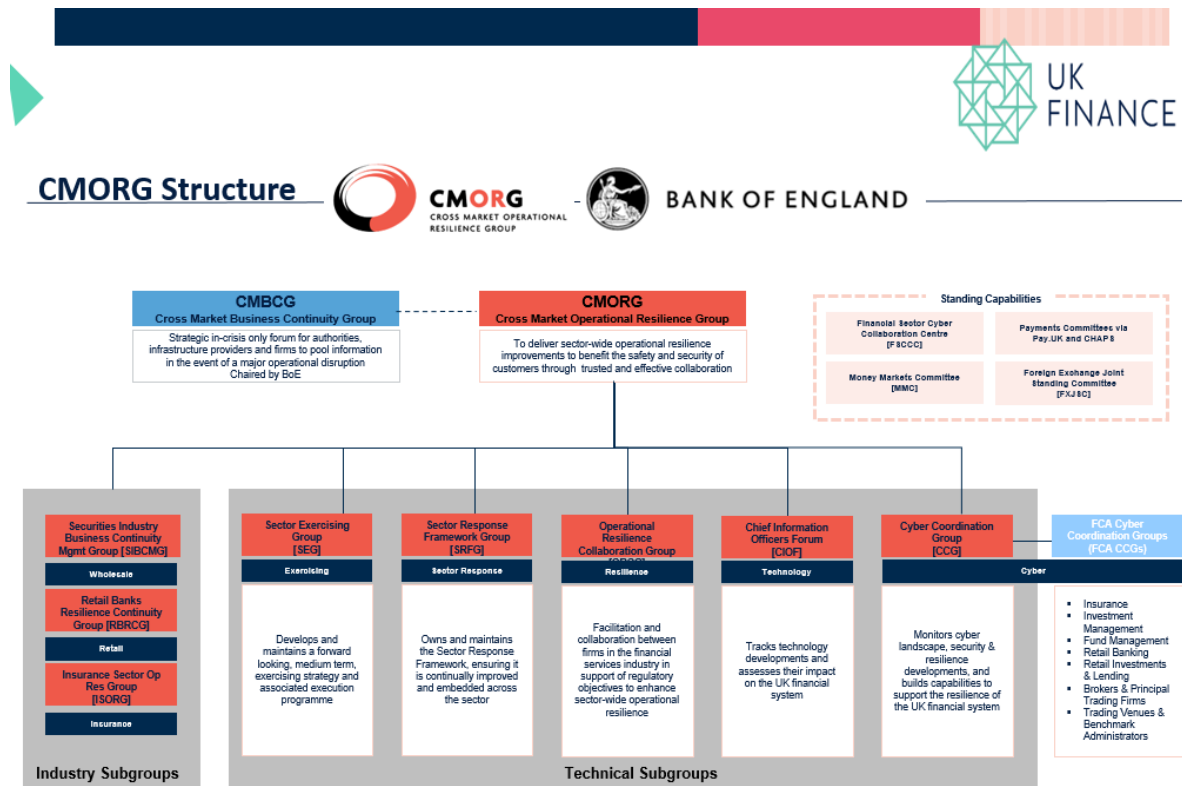 UK
FINANCE
CMORG Structure
CMORG
CROSS MARKET OPERATIONAL
RESILIENCE GROUP
BANK OF ENGLAND
CMBCG
Cross Market Business Continuity Group
Strategic in-crisis only forum for authorities,
infrastructure providers and firms to pool information
in the event of a major operational disruption
Chaired by BoE
CMORG
Cross Market Operational Resilience Group
To deliver sector-wide operational resilience
improvements to benefit the safety and security of
customers through trusted and effective collaboration
Standing Capabilities
Financial Sector Cyber
Collaboration Centre
[FSCCC]
Payments Committees via
Pay.UK and CHAPS
Money Markets Committee
[MMC]
Foreign Exchange Joint
Standing Committee
[FXJSC]
Securities Industry
Business Continuity
Mgmt Group [SIBCMG]
Wholesale
Retail Banks
Resilience Continuity
Group [RBRCG]
Retail
Insurance Sector Op
Res Group
[ISORG]
Insurance
Industry Subgroups
Sector Exercising
Group
[SEG]
Exercising
Develops and
maintains a forward
looking, medium term,
exercising strategy and
associated execution
programme
Sector Response
Framework Group
[SRFG]
Sector Response
Owns and maintains
the Sector Response
Framework, ensuring it
is continually improved
and embedded across
the sector
Operational
Resilience
Collaboration Group
Resilience
Facilitation and
collaboration between
firms in the financial
services industry in
support of regulatory
objectives to enhance
sector-wide operational
resilience
Chief Information
Officers Forum
[CIOF]
Technology
Tracks technology
developments and
assesses their impact
on the UK financial
system
Cyber Coordination
Group
[CCG]
Cyber
Monitors cyber
landscape, security &
resilience
developments, and
builds capabilities to
support the resilience of
the UK financial system
FCA Cyber
Coordination Groups
(FCA CCGs)
▪ Insurance
▪ Investment
Management
▪ Fund Management
▪ Retail Banking
▪ Retail Investments
& Lending
▪ Brokers & Principal
Trading Firms
▪ Trading Venues &
Benchmark
Administrators
Technical Subgroups